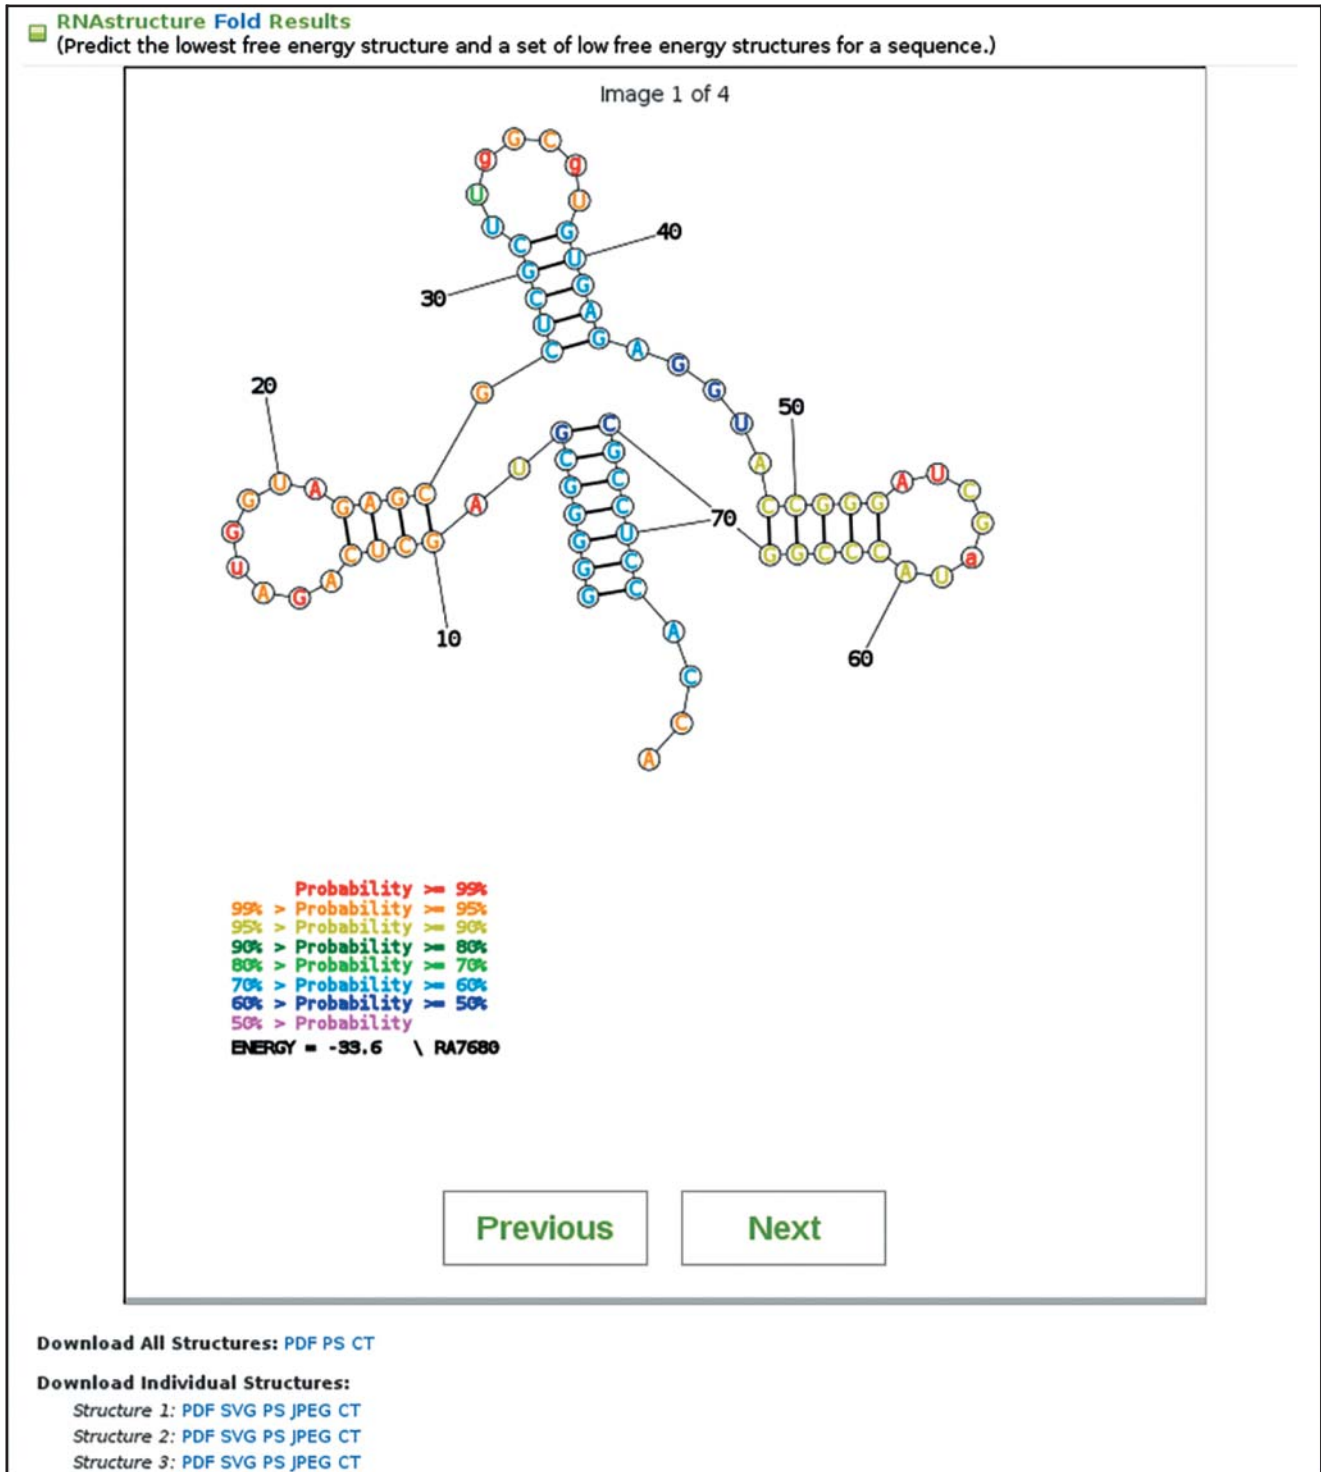 RNAstructure Fold Results
(Predict the lowest free energy structure and a set of low free energy structures for a sequence.)
Image 1 of 4
g G C g
U U
U G
C U 40
G G
30 C A
U G A
C G
20 G G
U 50
G C A
U A G A G C U C G A U C
G G A G C C C G G G G
G A G C 70
u C U C G G U G G C C C a
A G A G C A U
G C
10 A 60
C
C
A
Probability >= 99%
99% > Probability >= 95%
95% > Probability >= 90%
90% > Probability >= 80%
80% > Probability >= 70%
70% > Probability >= 60%
60% > Probability >= 50%
50% > Probability
ENERGY = -33.6 \ RA7680
Previous Next
Download All Structures: PDF PS CT
Download Individual Structures:
Structure 1: PDF SVG PS JPEG CT
Structure 2: PDF SVG PS JPEG CT
Structure 3: PDF SVG PS JPEG CT